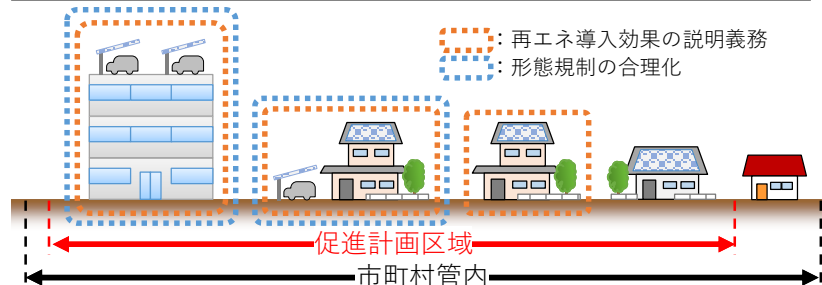 ：再エネ導入効果の説明義務
：形態規制の合理化
促進計画区域
市町村管内